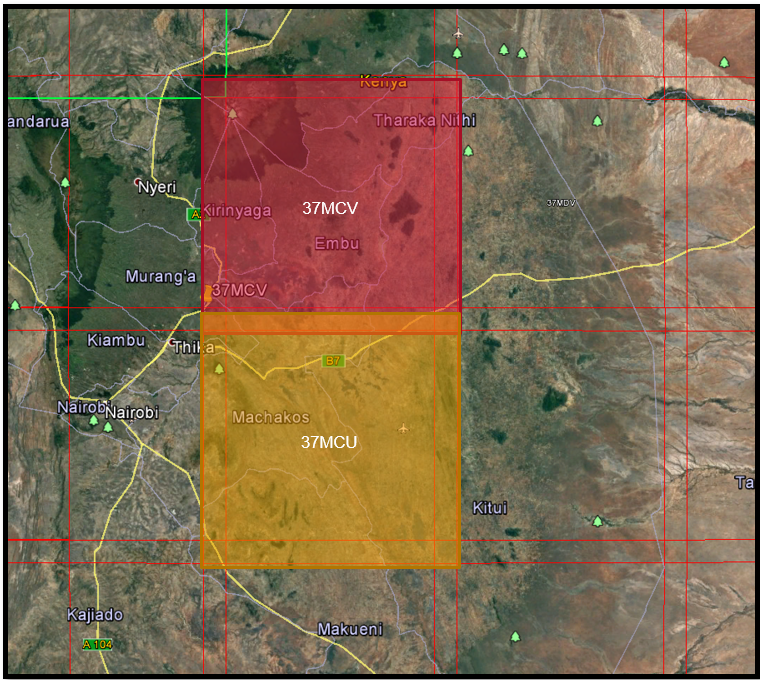 Kenya
andarua
Tharaka Nithi
Nyeri
37MDV
A
Kirinyaga
37MCV
Embu
Murang'a
37MCV
Kiambu
Thika
B7
Nairobi
Nairobi
Machakos
37MCU
Ta
Kitui
Kajiado
Makueni
A 104